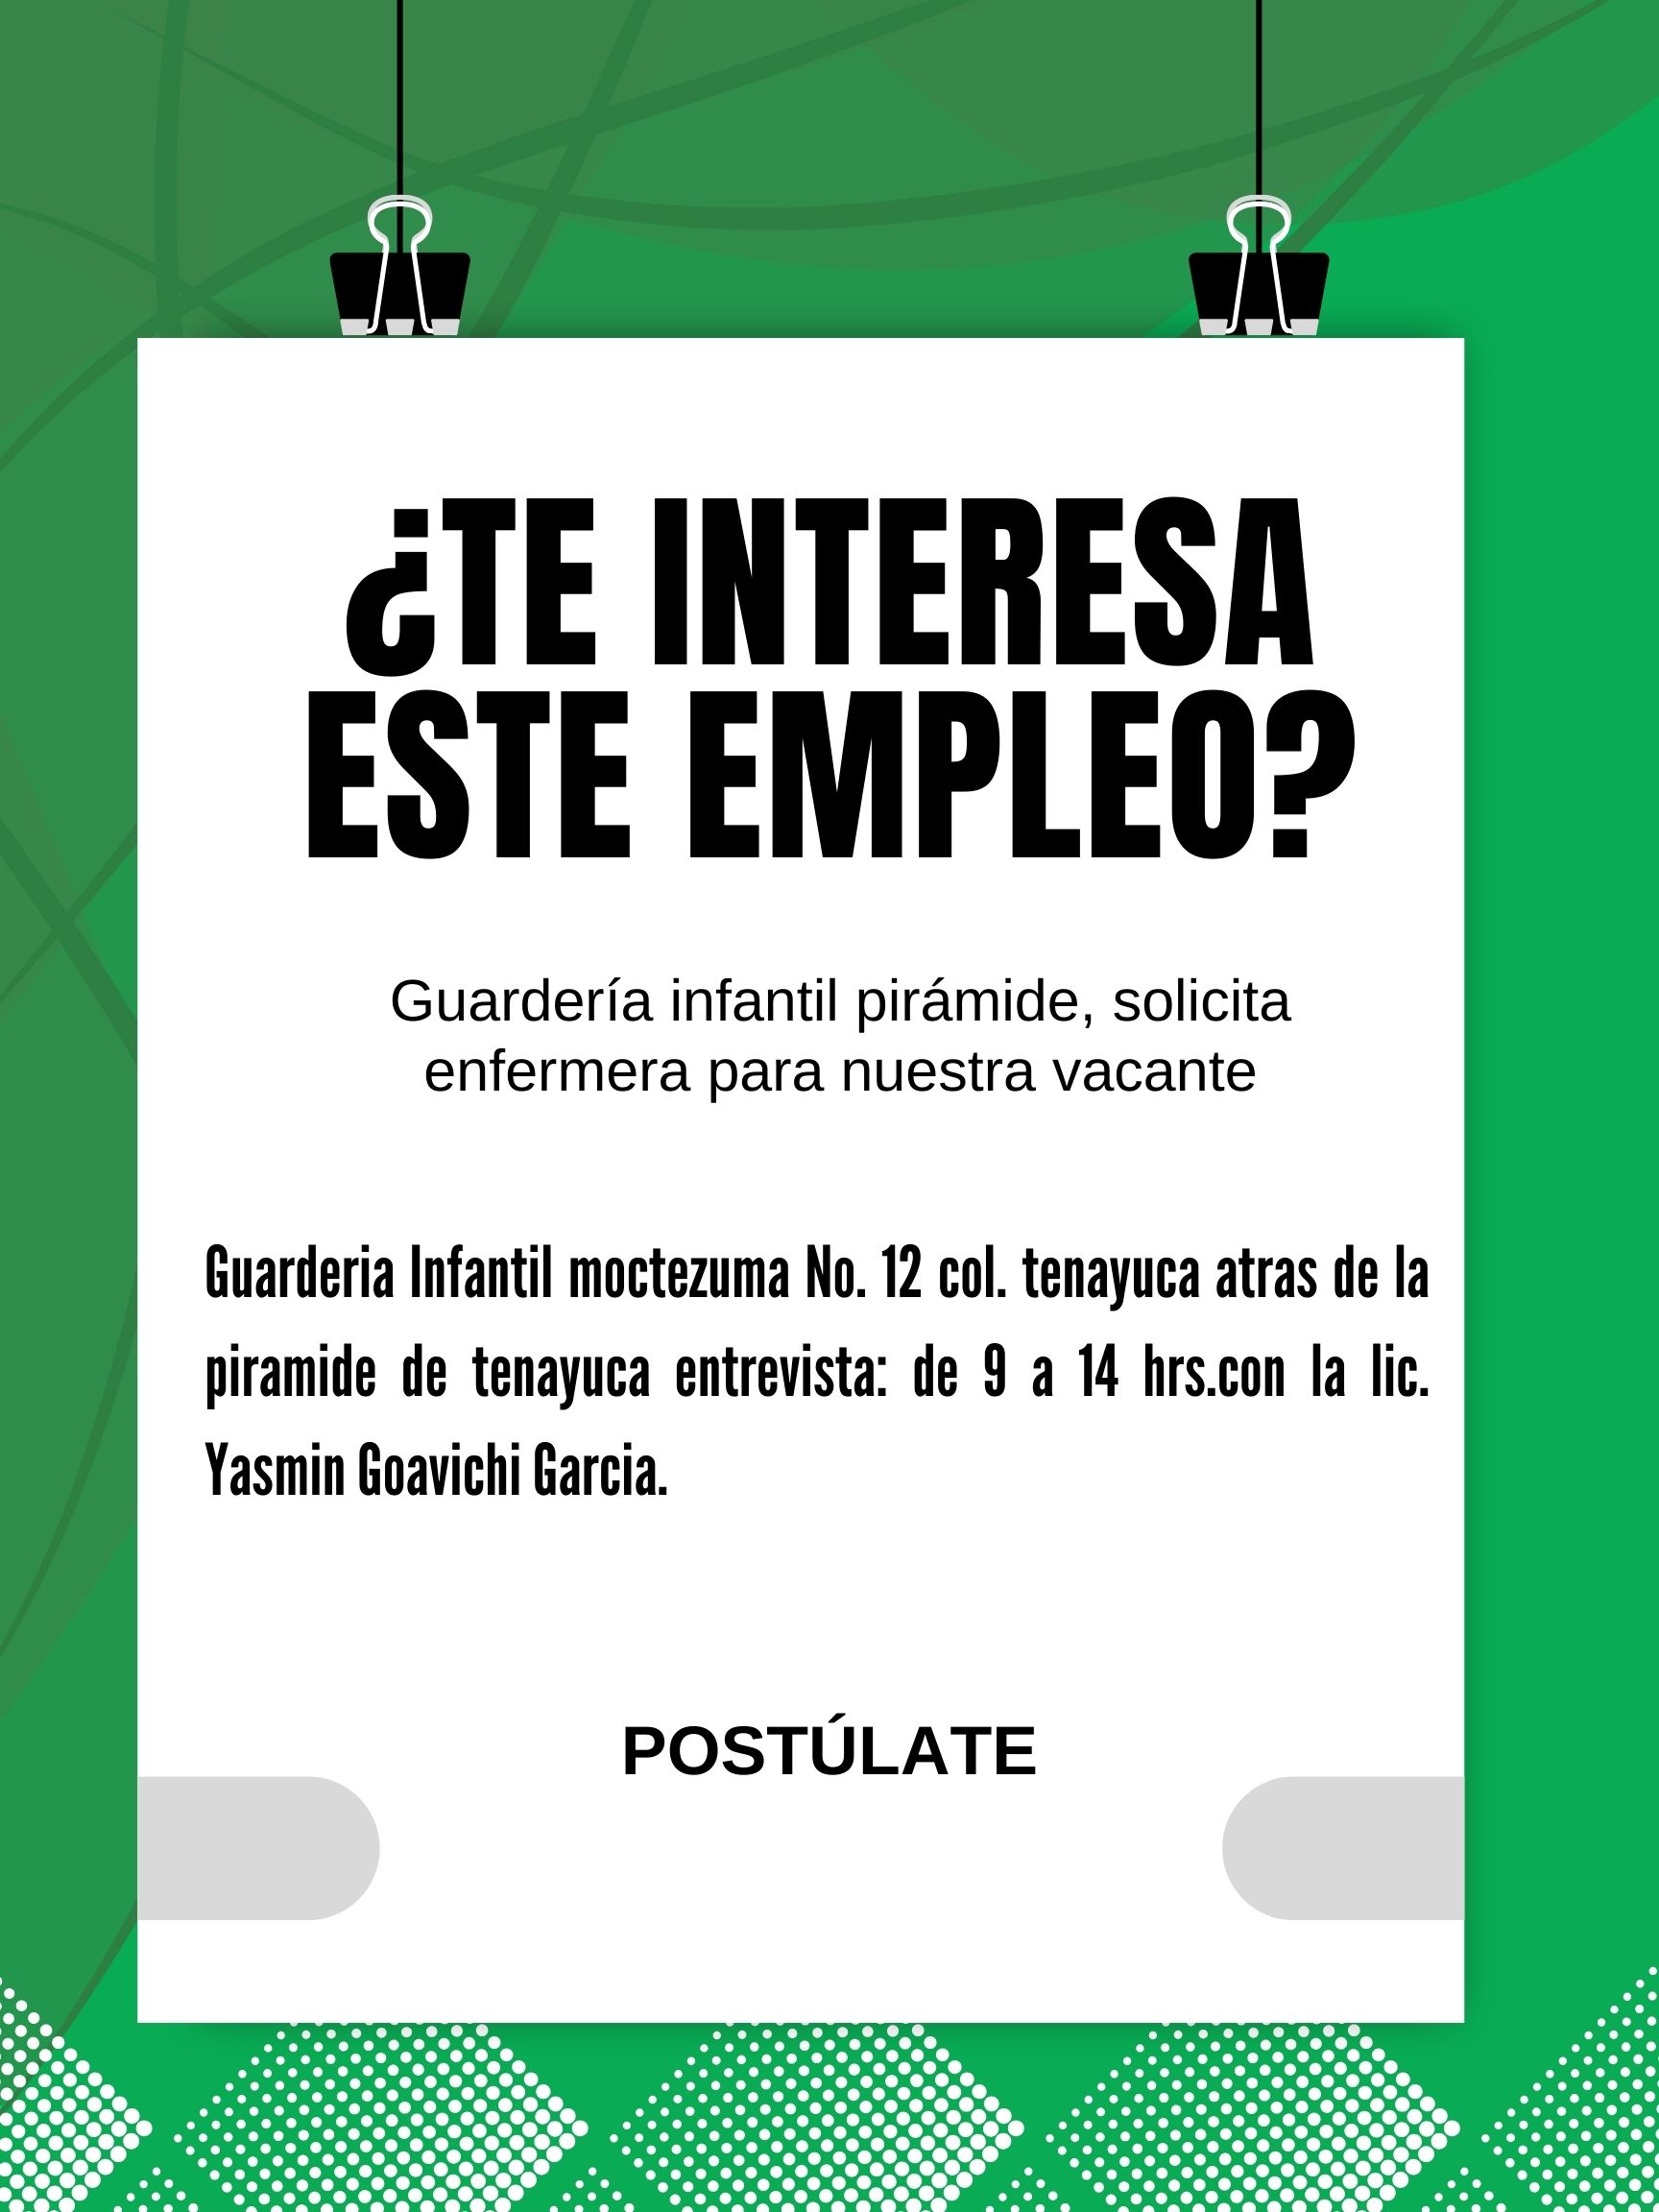 ¿TE INTERESA
ESTE EMPLEO?
Guardería infantil pirámide, solicita
enfermera para nuestra vacante
Guarderia Infantil moctezuma No. 12 col. tenayuca atras de la
piramide de tenayuca entrevista: de 9 a 14 hrs.con la lic.
Yasmin Goavichi Garcia.
POSTÚLATE